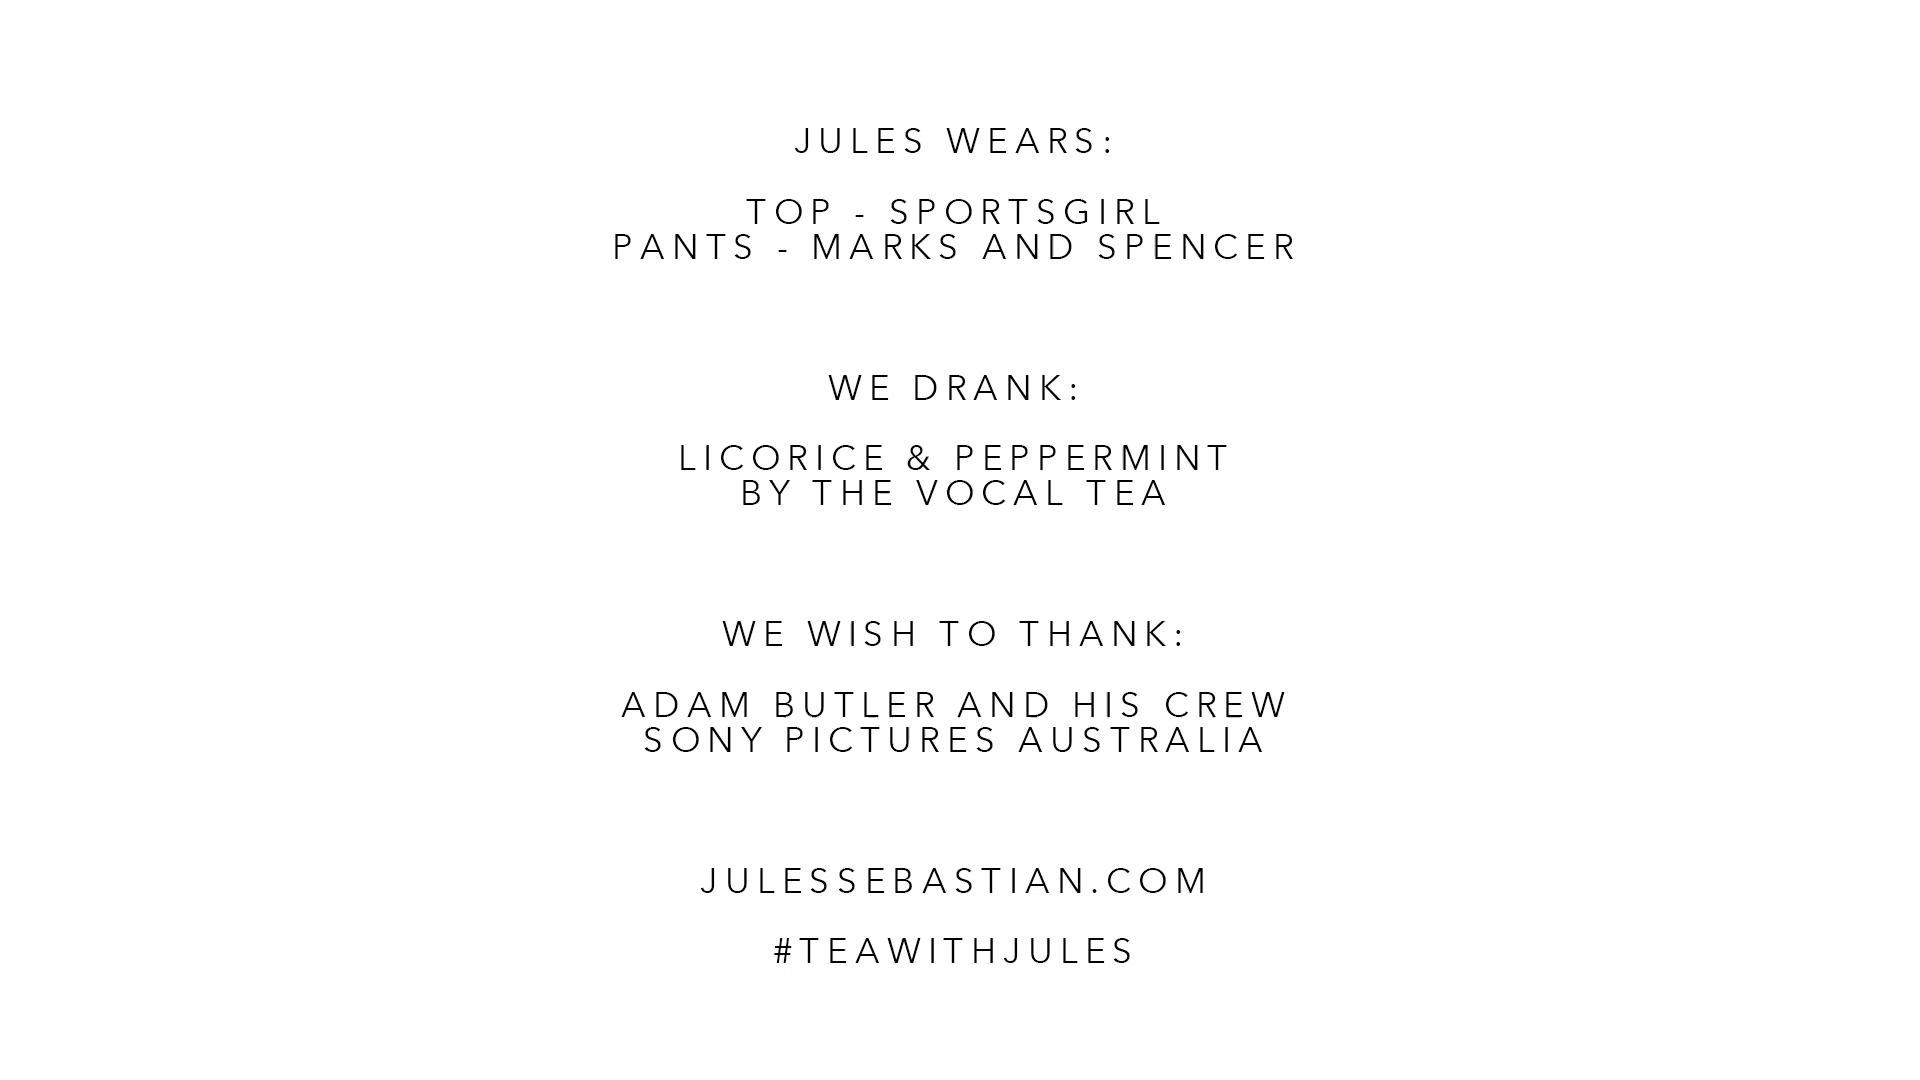 JULES WEARS:
TOP - SPORTSGIRL
PANTS - MARKS AND SPENCER
WE DRANK:
LICORICE & PEPPERMINT
BY THE VOCAL TEA
WE WISH TO THANK:
ADAM BUTLER AND HIS CREW
SONY PICTURES AUSTRALIA
JULESSEBASTIAN.COM
#TEAWITHJULES